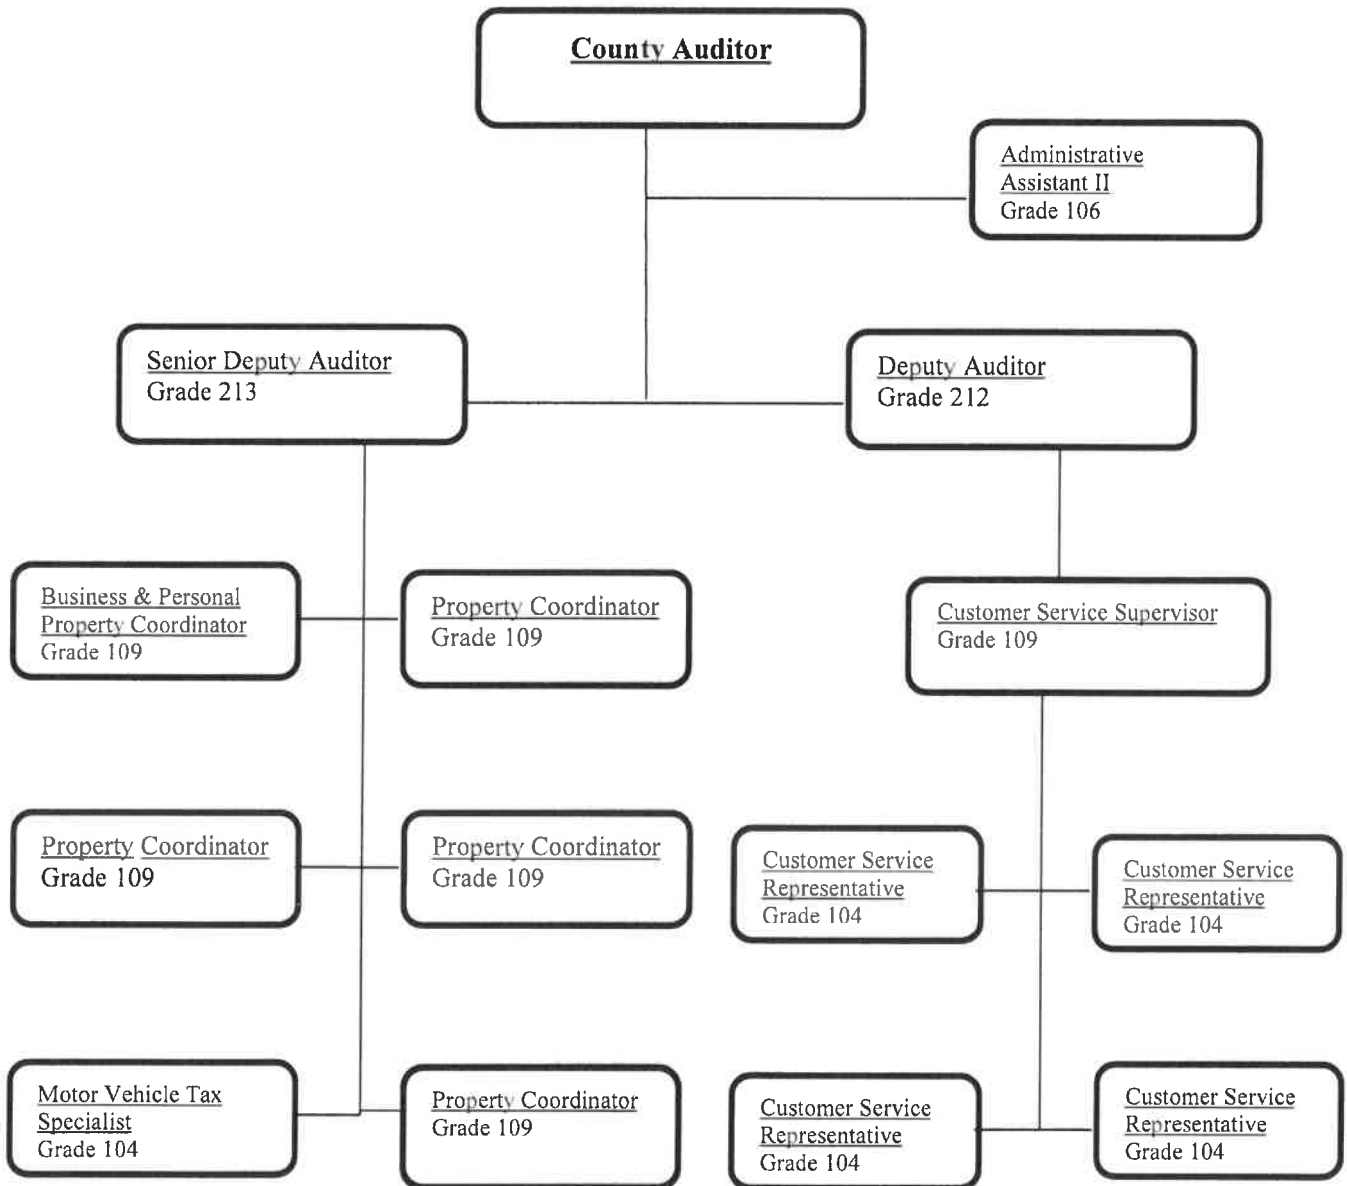 County Auditor
Administrative
Assistant II
Grade 106
Senior Deputy Auditor
Grade 213
Deputy Auditor
Grade 212
Business & Personal
Property Coordinator
Grade 109
Property Coordinator
Grade 109
Customer Service Supervisor
Grade 109
Property Coordinator
Grade 109
Property Coordinator
Grade 109
Customer Service
Representative
Grade 104
Customer Service
Representative
Grade 104
Motor Vehicle Tax
Specialist
Grade 104
Property Coordinator
Grade 109
Customer Service
Representative
Grade 104
Customer Service
Representative
Grade 104